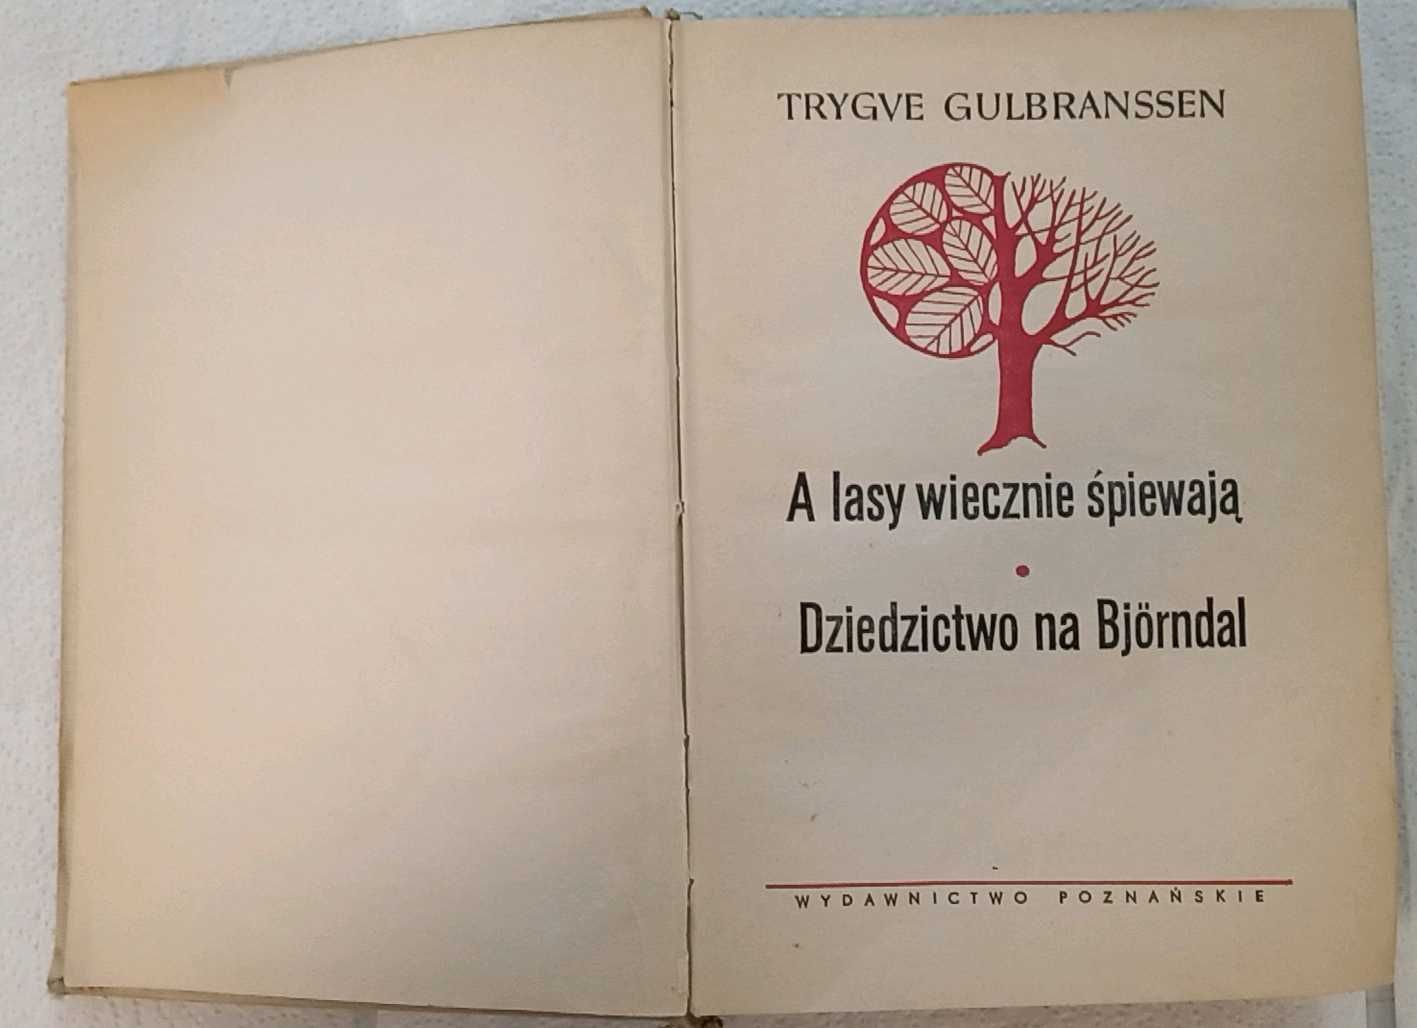 TRYGVE GULBRANSSEN
A lasy wiecznie śpiewają
Dziedzictwo na Björndal
WYDAWNICTWO POZNAŃSKIE